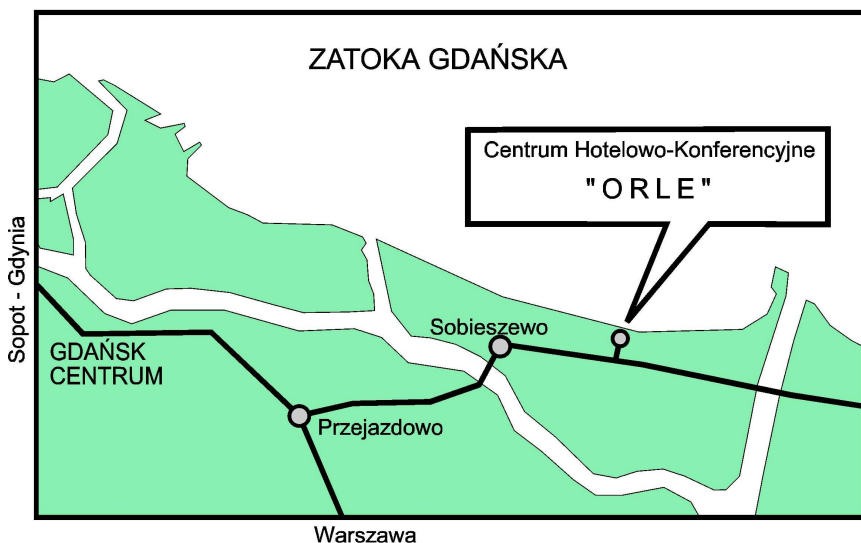 ZATOKA GDAŃSKA
Centrum Hotelowo-Konferencyjne
"ORLE"
Sopot - Gdynia
Sobieszewo
GDAŃSK
CENTRUM
Przejazdowo
Warszawa